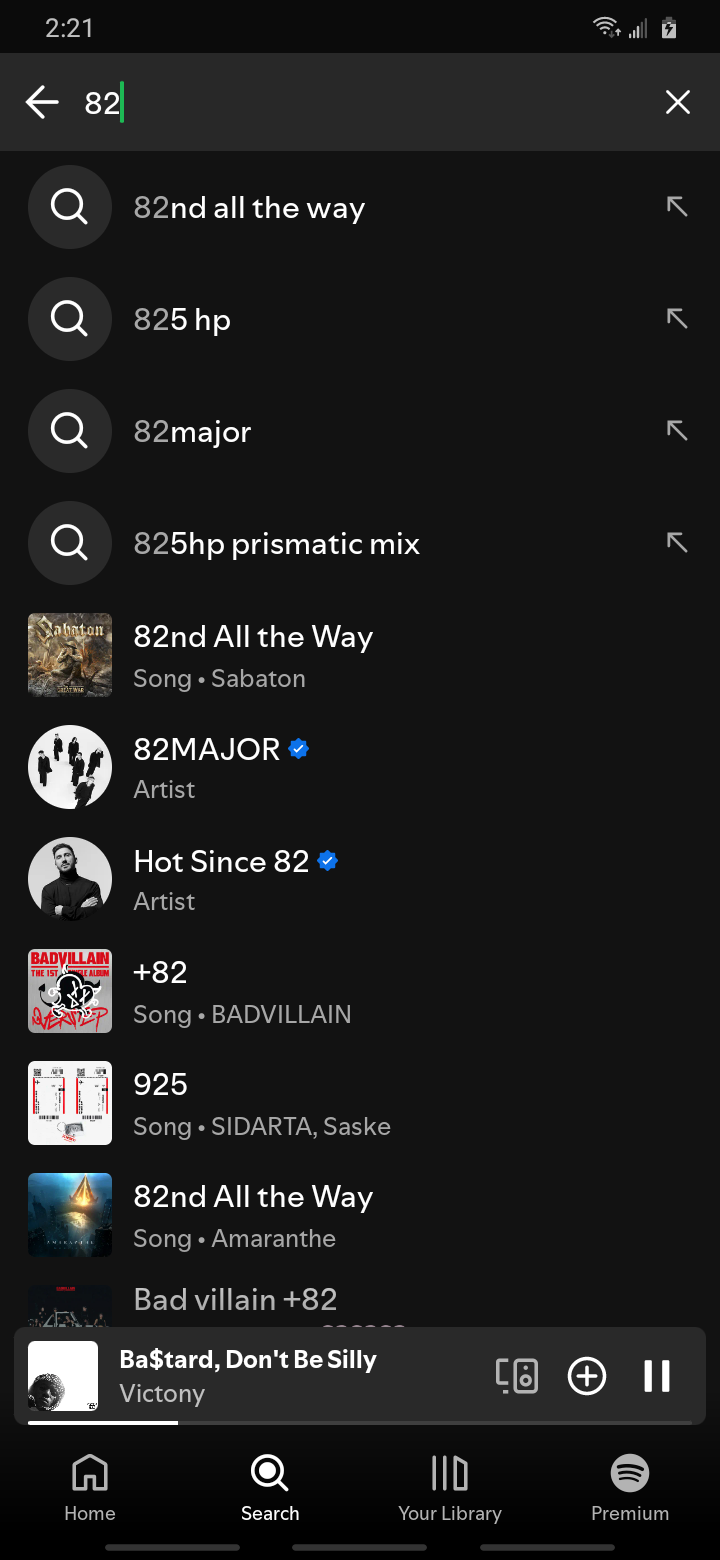 2:21
82
82nd all the way
825 hp
82major
825hp prismatic mix
Sabaton
82nd All the Way
Song • Sabaton
82MAJOR
Artist
Hot Since 82
Artist
BADVILLAIN
+82
Song • BADVILLAIN
925
Song • SIDARTA, Saske
82nd All the Way
Song • Amaranthe
Bad villain +82
Ba$tard, Don't Be Silly
Victony
Home
Search
Your Library
Premium